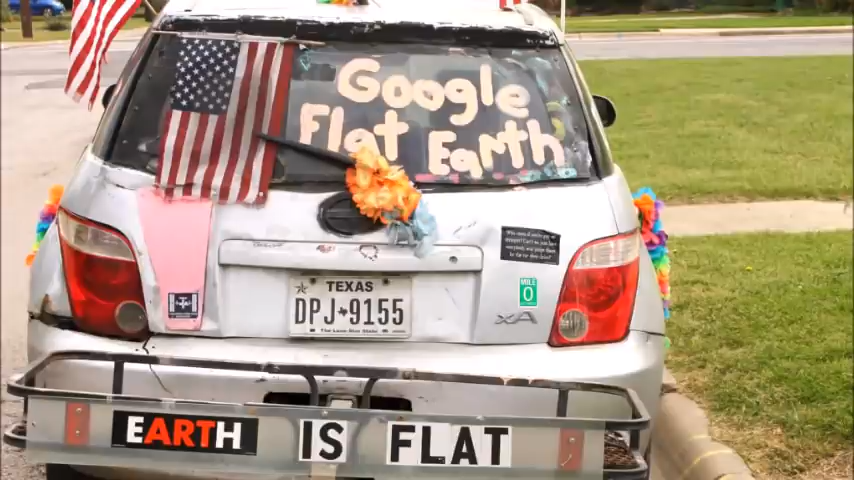 Google
Flat Earth
TEXAS
DPJ★9155
The Lone Star State
MILE
0
xA
EARTH IS FLAT